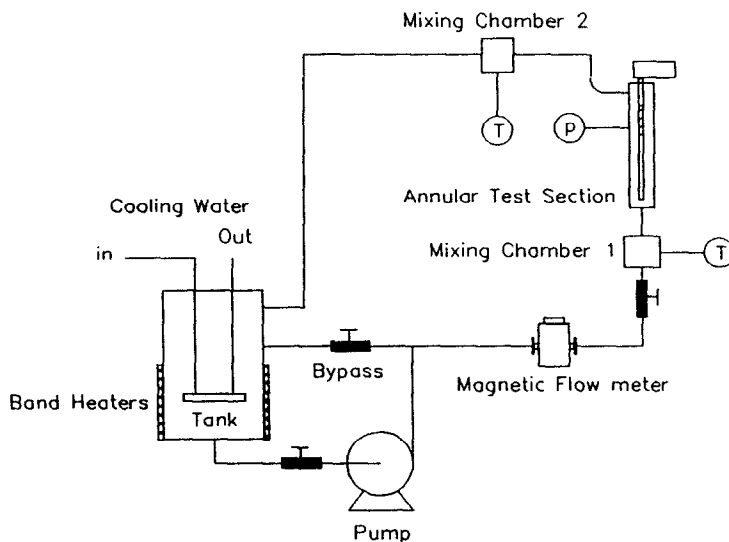 Mixing Chamber 2
T
p
Annular Test Section
Cooling Water
in
Out
Mixing Chamber 1
T
Bypass
Magnetic Flow meter
Band Heaters
Tank
Pump